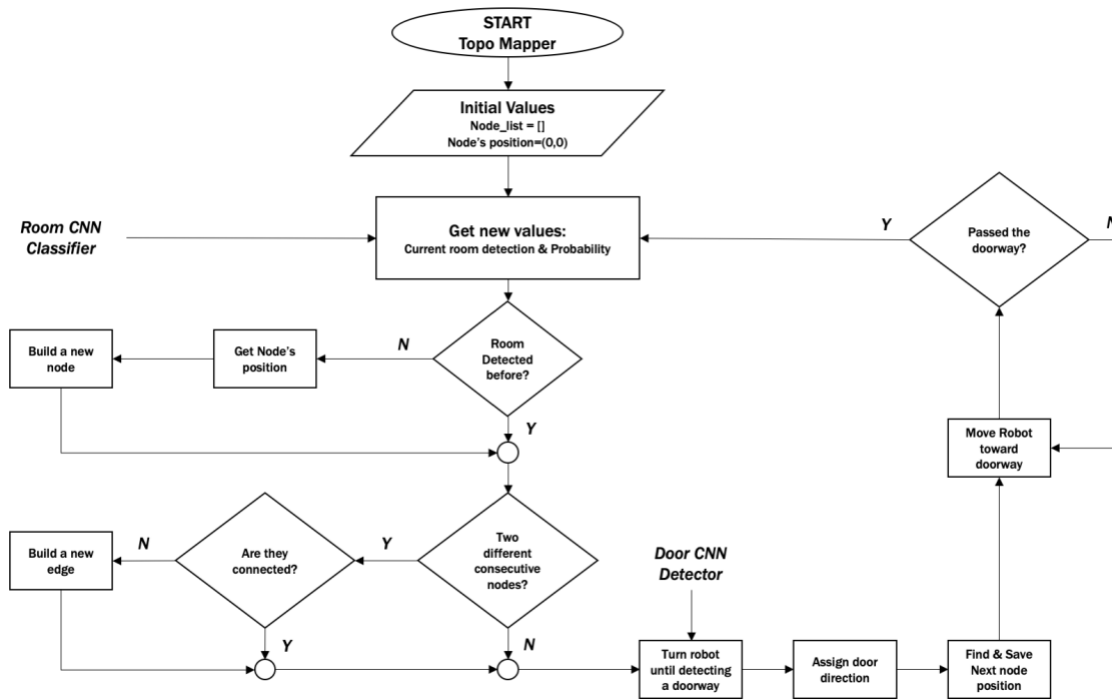 START
Topo Mapper
Initial Values
Node_list = []
Node's position=(0,0)
Room CNN
Classifier
Get new values:
Current room detection & Probability
Y
Passed the
doorway?
N
Build a new
node
Get Node's
position
N
Room
Detected
before?
Y
Move Robot
toward
doorway
Build a new
edge
N
Are they
connected?
Y
Two
different
consecutive
nodes?
Door CNN
Detector
Y
N
Turn robot
until detecting
a doorway
Assign door
direction
Find & Save
Next node
position